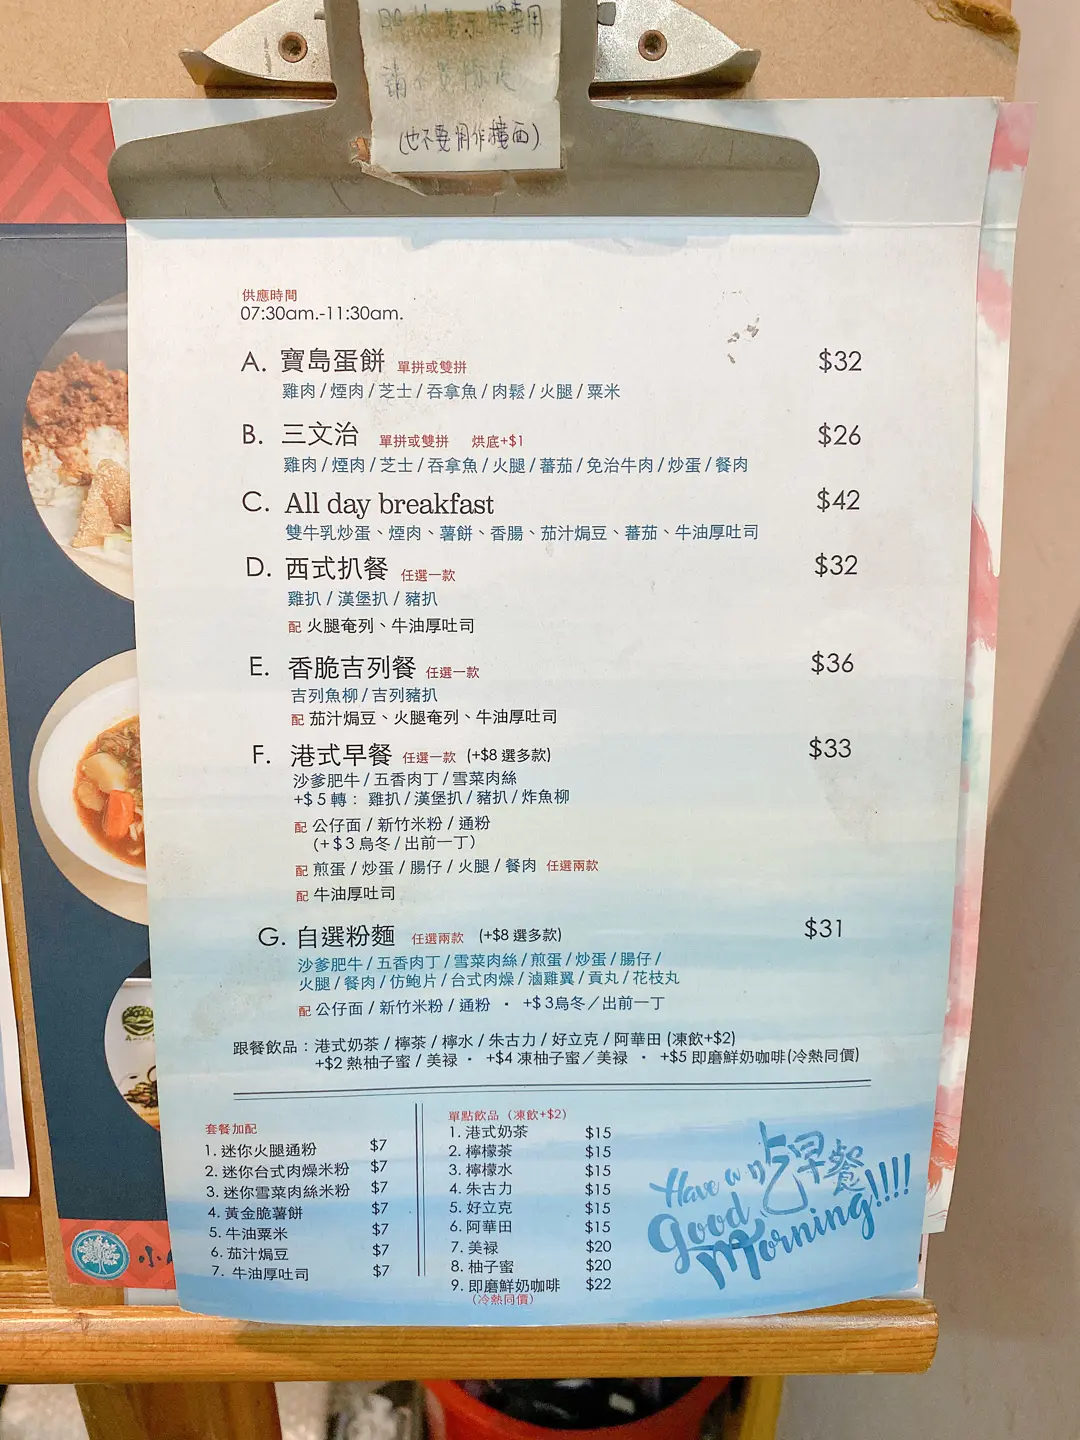 請不要
(也不要用作擋西)
供應時間
07:30am.-11:30am.
A. 寶島蛋餅 單拼或雙拼 $32
雞肉 / 煙肉 / 芝士 / 吞拿魚 / 肉鬆 / 火腿 / 粟米
B. 三文治 單拼或雙拼 烘底+$1 $26
雞肉 / 煙肉 / 芝士 / 吞拿魚 / 火腿 / 蕃茄 / 免治牛肉 / 炒蛋 / 餐肉
C. All day breakfast $42
雙牛乳炒蛋、煙肉、薯餅、香腸、茄汁焗豆、蕃茄、牛油厚吐司
D. 西式扒餐 任選一款 $32
雞扒 / 漢堡扒 / 豬扒
配 火腿奄列、牛油厚吐司
E. 香脆吉列餐 任選一款 $36
吉列魚柳 / 吉列豬扒
配 茄汁焗豆、火腿奄列、牛油厚吐司
F. 港式早餐 任選一款 (+$8 選多款) $33
沙爹肥牛 / 五香肉丁 / 雪菜肉絲
+$ 5 轉： 雞扒 / 漢堡扒 / 豬扒 / 炸魚柳
配 公仔面 / 新竹米粉 / 通粉
（+＄3 烏冬 / 出前一丁）
配 煎蛋 / 炒蛋 / 腸仔 / 火腿 / 餐肉 任選兩款
配 牛油厚吐司
G. 自選粉麵 任選兩款 (+$8 選多款) $31
沙爹肥牛 / 五香肉丁 / 雪菜肉絲 / 煎蛋 / 炒蛋 / 腸仔 /
火腿 / 餐肉 / 仿鮑片 / 台式肉燥 / 滷雞翼 / 貢丸 / 花枝丸
配 公仔面 / 新竹米粉 / 通粉 ・ +$ 3烏冬／出前一丁
跟餐飲品：港式奶茶 / 檸茶 / 檸水 / 朱古力 / 好立克 / 阿華田 (凍飲+$2)
+$2 熱柚子蜜 / 美禄・ +$4 凍柚子蜜／美禄 ・ +$5 即磨鮮奶咖啡(冷熱同價)
套餐加配
1. 迷你火腿通粉 $7
2. 迷你台式肉燥米粉 $7
3. 迷你雪菜肉絲米粉 $7
4. 黃金脆薯餅 $7
5. 牛油粟米 $7
6. 茄汁焗豆 $7
7. 牛油厚吐司 $7
單點飲品（凍飲+$2)
1. 港式奶茶 $15
2. 檸檬茶 $15
3. 檸檬水 $15
4. 朱古力 $15
5. 好立克 $15
6. 阿華田 $15
7. 美禄 $20
8. 柚子蜜 $20
9. 即磨鮮奶咖啡 $22
（冷熱同價）
吃早餐
Have a
Good
Morning!!!!
小